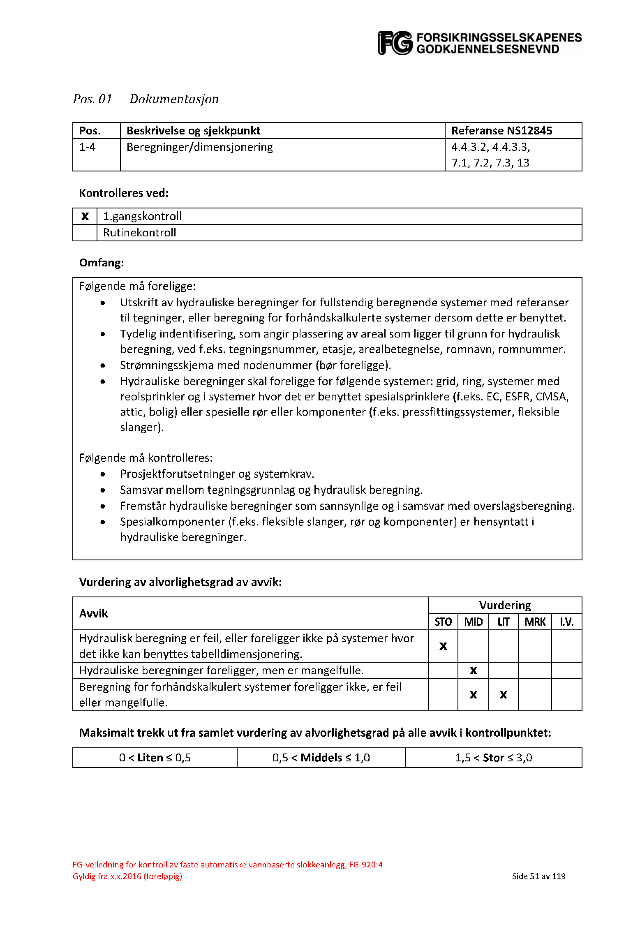 FG FORSIKRINGSSELSKAPENES
GODKJENNELSESNEVND
Pos. 01 Dokumentasjon
Pos. Beskrivelse og sjekkpunkt Referanse NS12845
1-4 Beregninger/dimensjonering 4.4.3.2, 4.4.3.3,
7.1, 7.2, 7.3, 13
Kontrolleres ved:
X 1.gangskontroll
Rutinekontroll
Omfang:
Følgende må foreligge:
• Utskrift av hydrauliske beregninger for fullstendig beregnende systemer med referanser
til tegninger, eller beregning for forhåndskalkulerte systemer dersom dette er benyttet.
• Tydelig indentifisering, som angir plassering av areal som ligger til grunn for hydraulisk
beregning, ved f.eks. tegningsnummer, etasje, arealbetegnelse, romnavn, romnummer.
• Strømningsskjema med nodenummer (bør foreligge).
• Hydrauliske beregninger skal foreligge for følgende systemer: grid, ring, systemer med
reolsprinkler og i systemer hvor det er benyttet spesialsprinklere (f.eks. EC, ESFR, CMSA,
attic, bolig) eller spesielle rør eller komponenter (f.eks. pressfittingssystemer, fleksible
slanger).
Følgende må kontrolleres:
• Prosjektforutsetninger og systemkrav.
• Samsvar mellom tegningsgrunnlag og hydraulisk beregning.
• Fremstår hydrauliske beregninger som sannsynlige og i samsvar med overslagsberegning.
• Spesialkomponenter (f.eks. fleksible slanger, rør og komponenter) er hensyntatt i
hydrauliske beregninger.
Vurdering av alvorlighetsgrad av avvik:
Avvik Vurdering
STO MID LIT MRK I.V.
Hydraulisk beregning er feil, eller foreligger ikke på systemer hvor
det ikke kan benyttes tabelldimensjonering. X
Hydrauliske beregninger foreligger, men er mangelfulle. X
Beregning for forhåndskalkulert systemer foreligger ikke, er feil
eller mangelfulle. X X
Maksimalt trekk ut fra samlet vurdering av alvorlighetsgrad på alle avvik i kontrollpunktet:
0 < Liten ≤ 0,5 0,5 < Middels ≤ 1,0 1,5 < Stor ≤ 3,0
FG-veiledning for kontroll av faste automatiske vannbaserte slokkeanlegg, FG-920:4
Gyldig fra x.x.2016 (foreløpig) Side 51 av 119